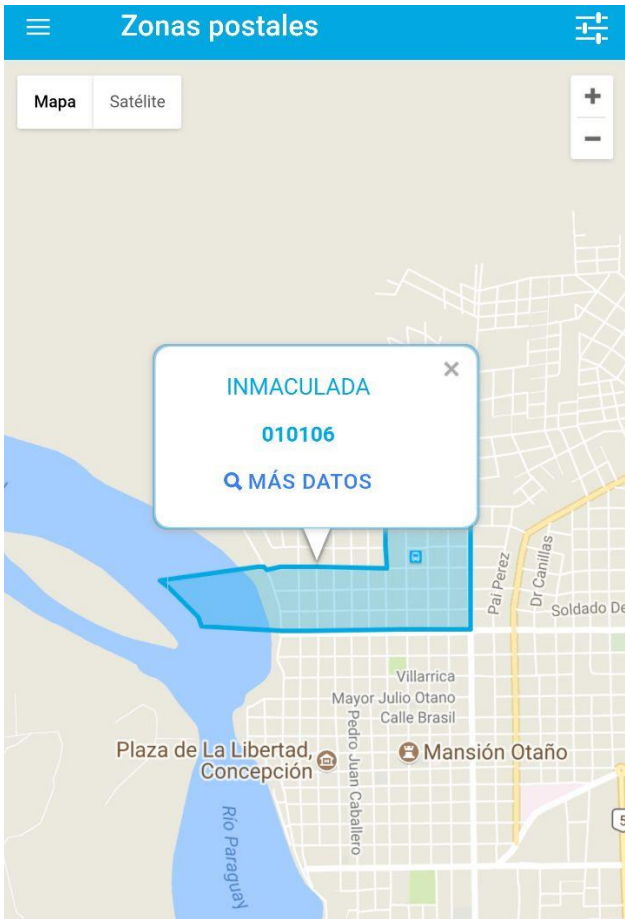 Zonas postales
Mapa
Satélite
+
−
INMACULADA
010106
MÁS DATOS
Pai Perez
Dr Canillas
Soldado De
Villarrica
Mayor Julio Otano
Calle Brasil
Pedro Juan Caballero
Plaza de La Libertad,
Concepción
Mansión Otaño
Río Paraguay
5